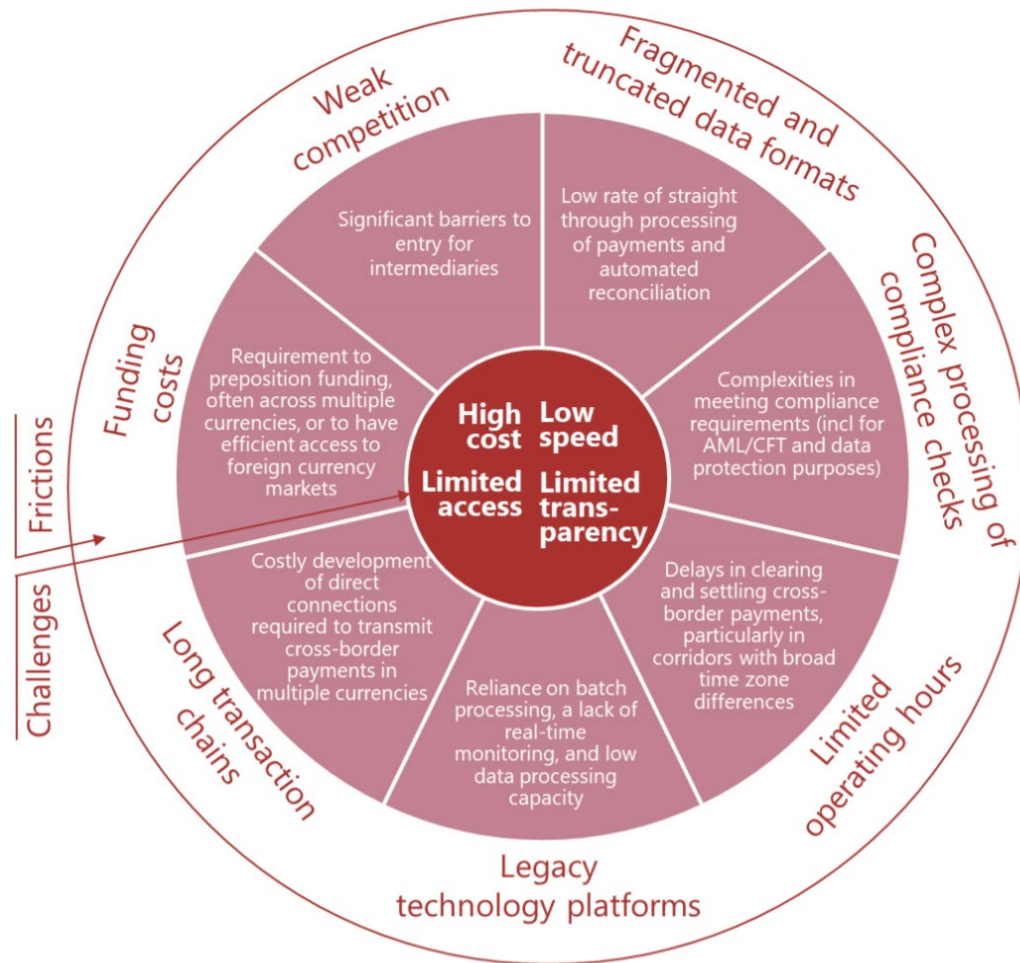 Weak
competition
Fragmented and
truncated data formats
Complex processing of
compliance checks
Limited
operating hours
Legacy
technology platforms
Long transaction
chains
Funding
costs
Significant barriers to
entry for
intermediaries
Low rate of straight
through processing
of payments and
automated
reconciliation
Complexities in
meeting compliance
requirements (incl for
AML/CFT and data
protection purposes)
Delays in clearing
and settling cross-
border payments,
particularly in
corridors with broad
time zone
differences
Reliance on batch
processing, a lack of
real-time
monitoring, and low
data processing
capacity
Costly development
of direct
connections
required to transmit
cross-border
payments in
multiple currencies
Requirement to
preposition funding,
often across multiple
currencies, or to have
efficient access to
foreign currency
markets
High
cost
Low
speed
Limited
access
Limited
trans-
parency
Frictions
Challenges